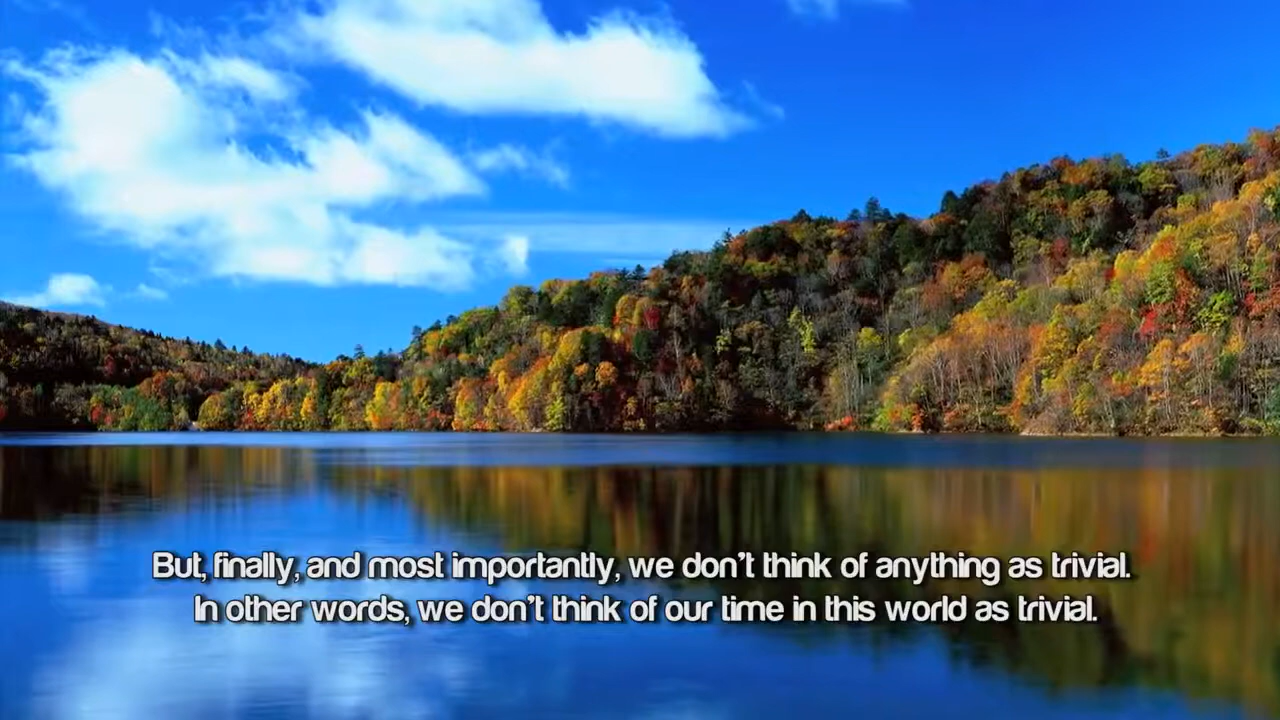 But, finally, and most importantly, we don't think of anything as trivial.
In other words, we don't think of our time in this world as trivial.